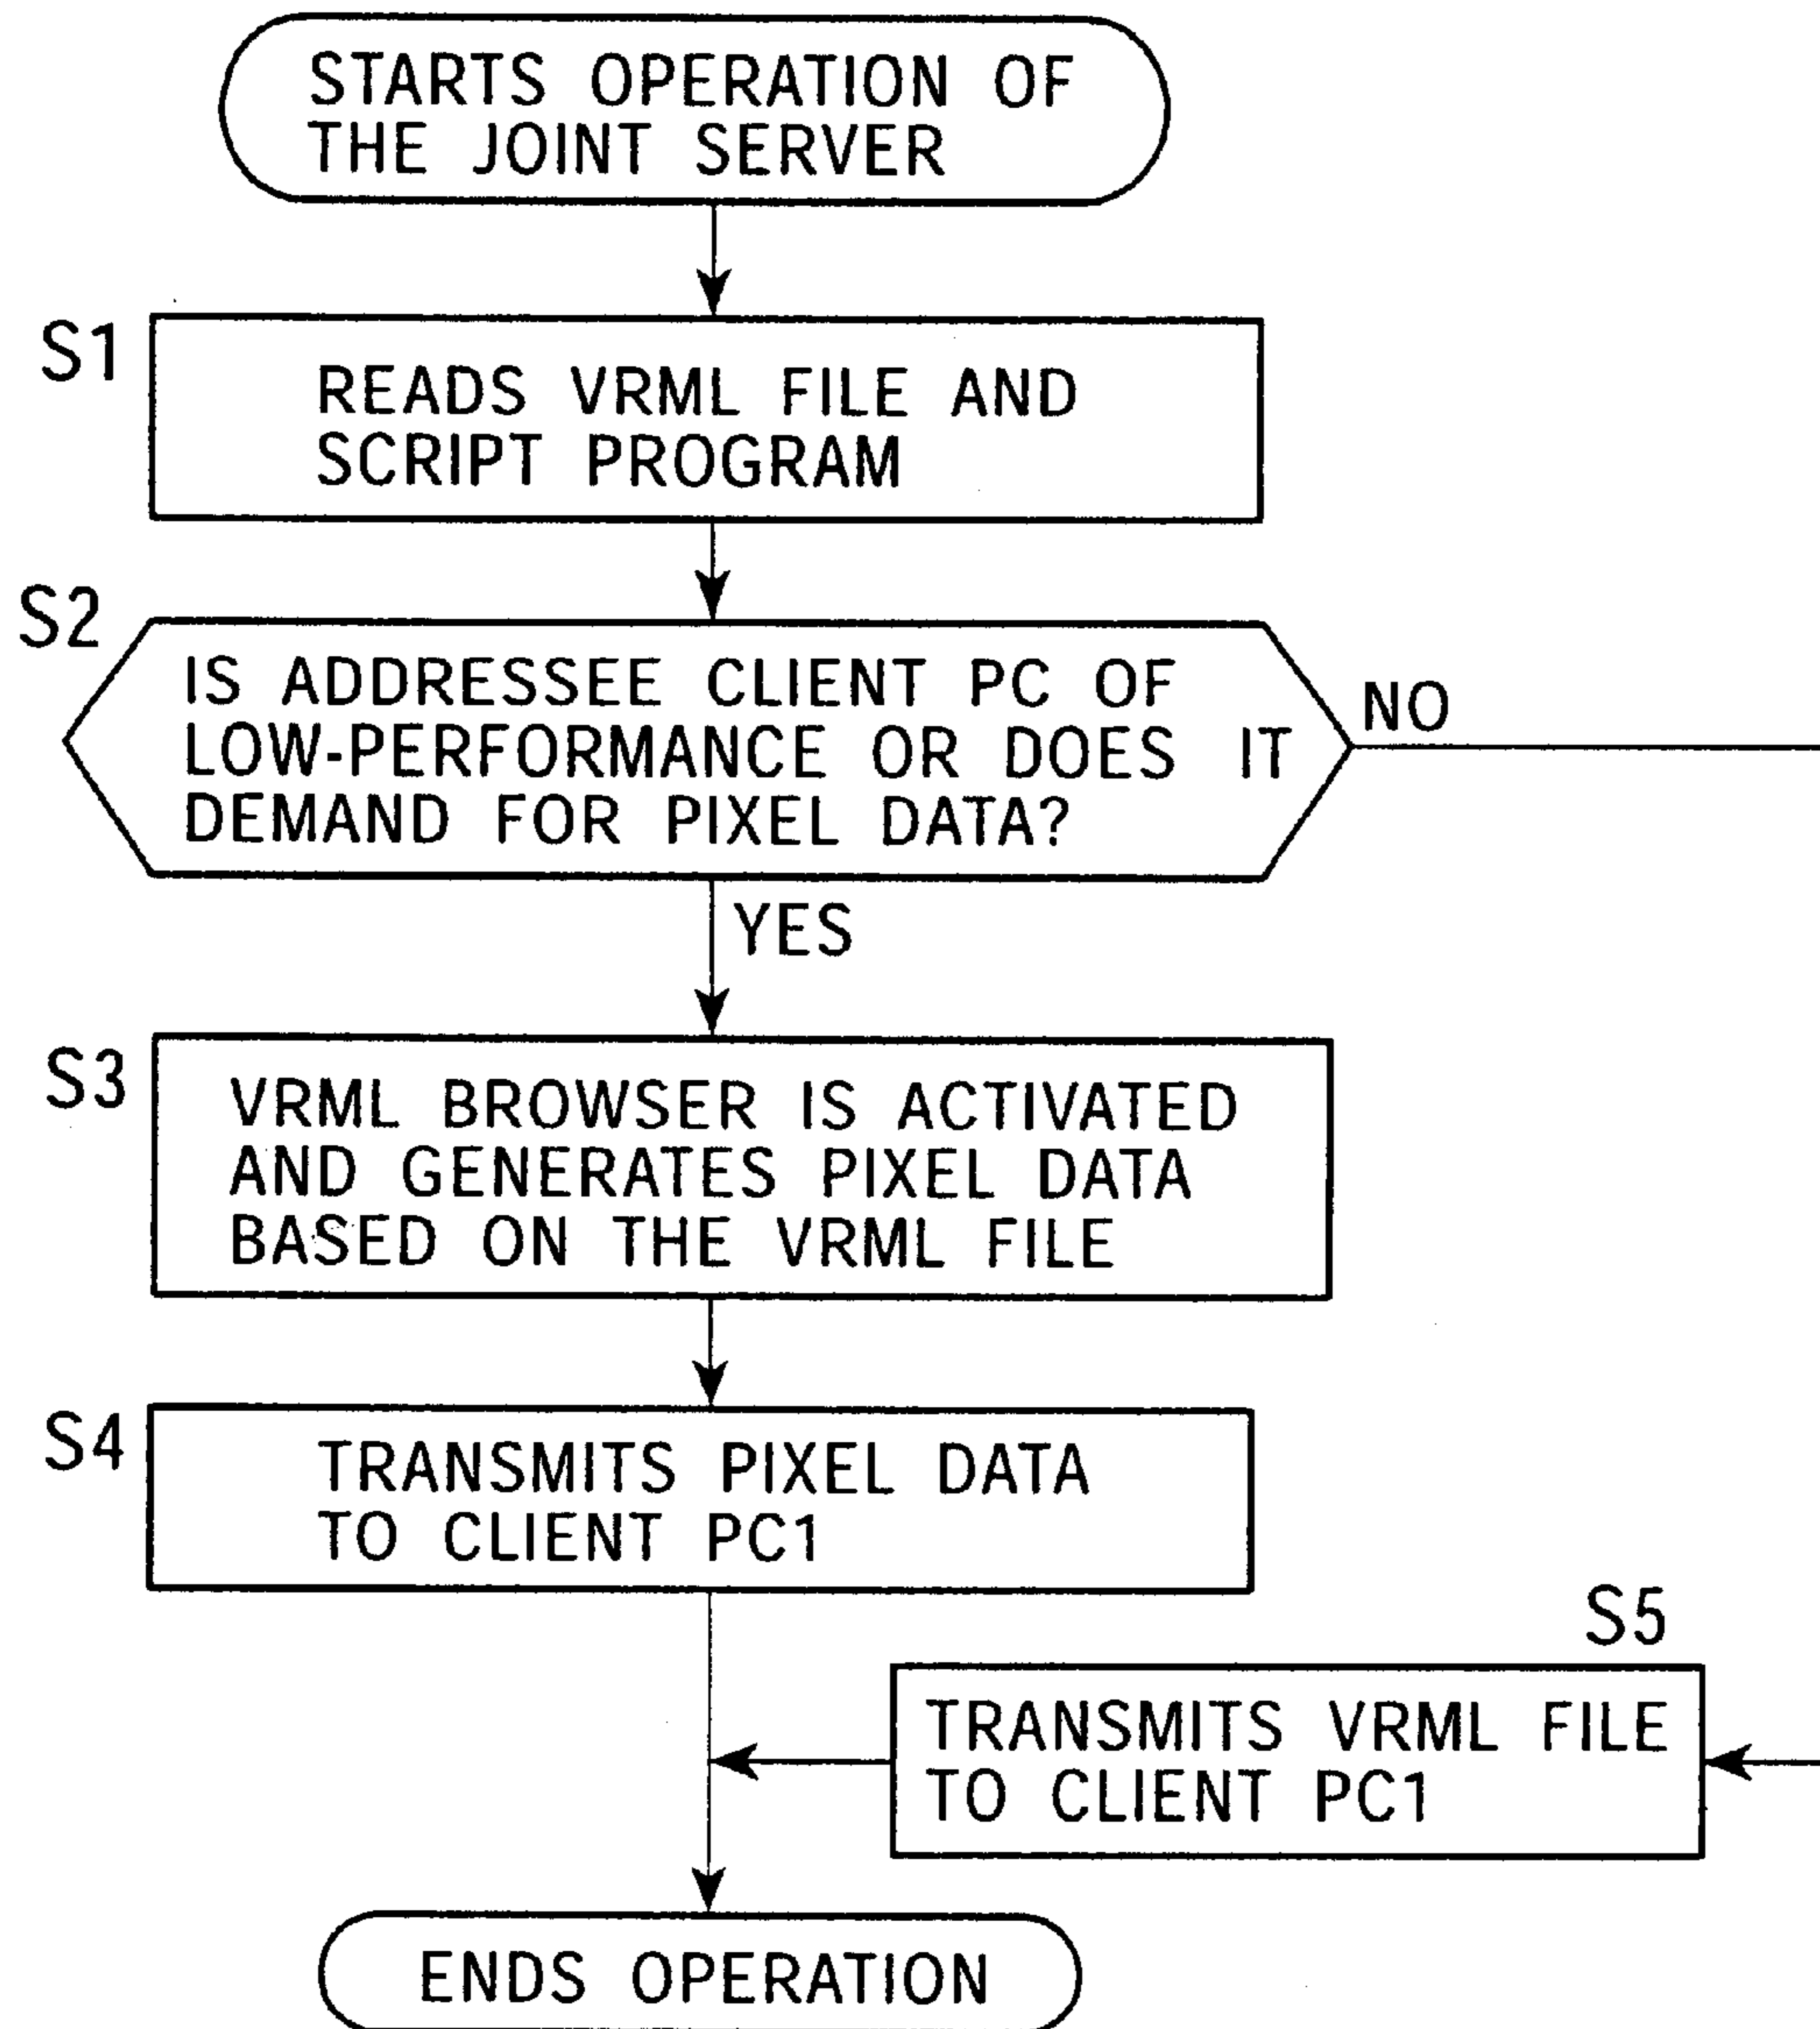 STARTS OPERATION OF
THE JOINT SERVER
S1
READS VRML FILE AND
SCRIPT PROGRAM
S2
IS ADDRESSEE CLIENT PC OF
LOW-PERFORMANCE OR DOES IT
DEMAND FOR PIXEL DATA?
NO
YES
S3
VRML BROWSER IS ACTIVATED
AND GENERATES PIXEL DATA
BASED ON THE VRML FILE
S4
TRANSMITS PIXEL DATA
TO CLIENT PC1
S5
TRANSMITS VRML FILE
TO CLIENT PC1
ENDS OPERATION